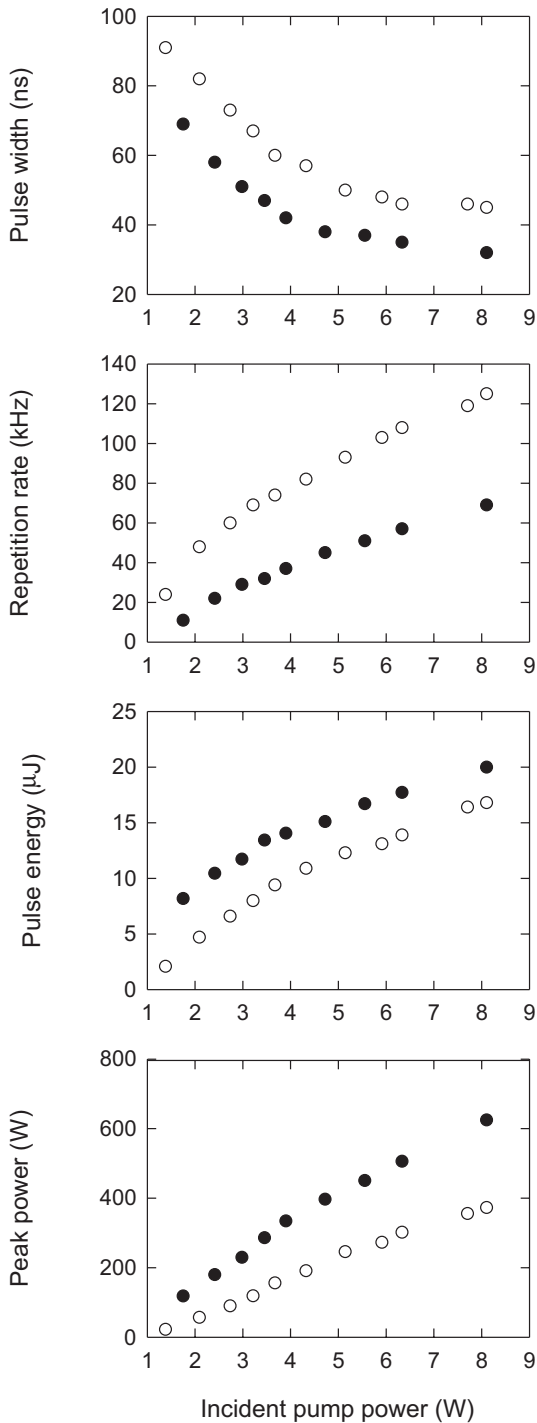 Pulse width (ns)
100
80
60
40
20
1 2 3 4 5 6 7 8 9
Repetition rate (kHz)
140
120
100
80
60
40
20
0
1 2 3 4 5 6 7 8 9
Pulse energy (μJ)
25
20
15
10
5
0
1 2 3 4 5 6 7 8 9
Peak power (W)
800
600
400
200
0
1 2 3 4 5 6 7 8 9
Incident pump power (W)